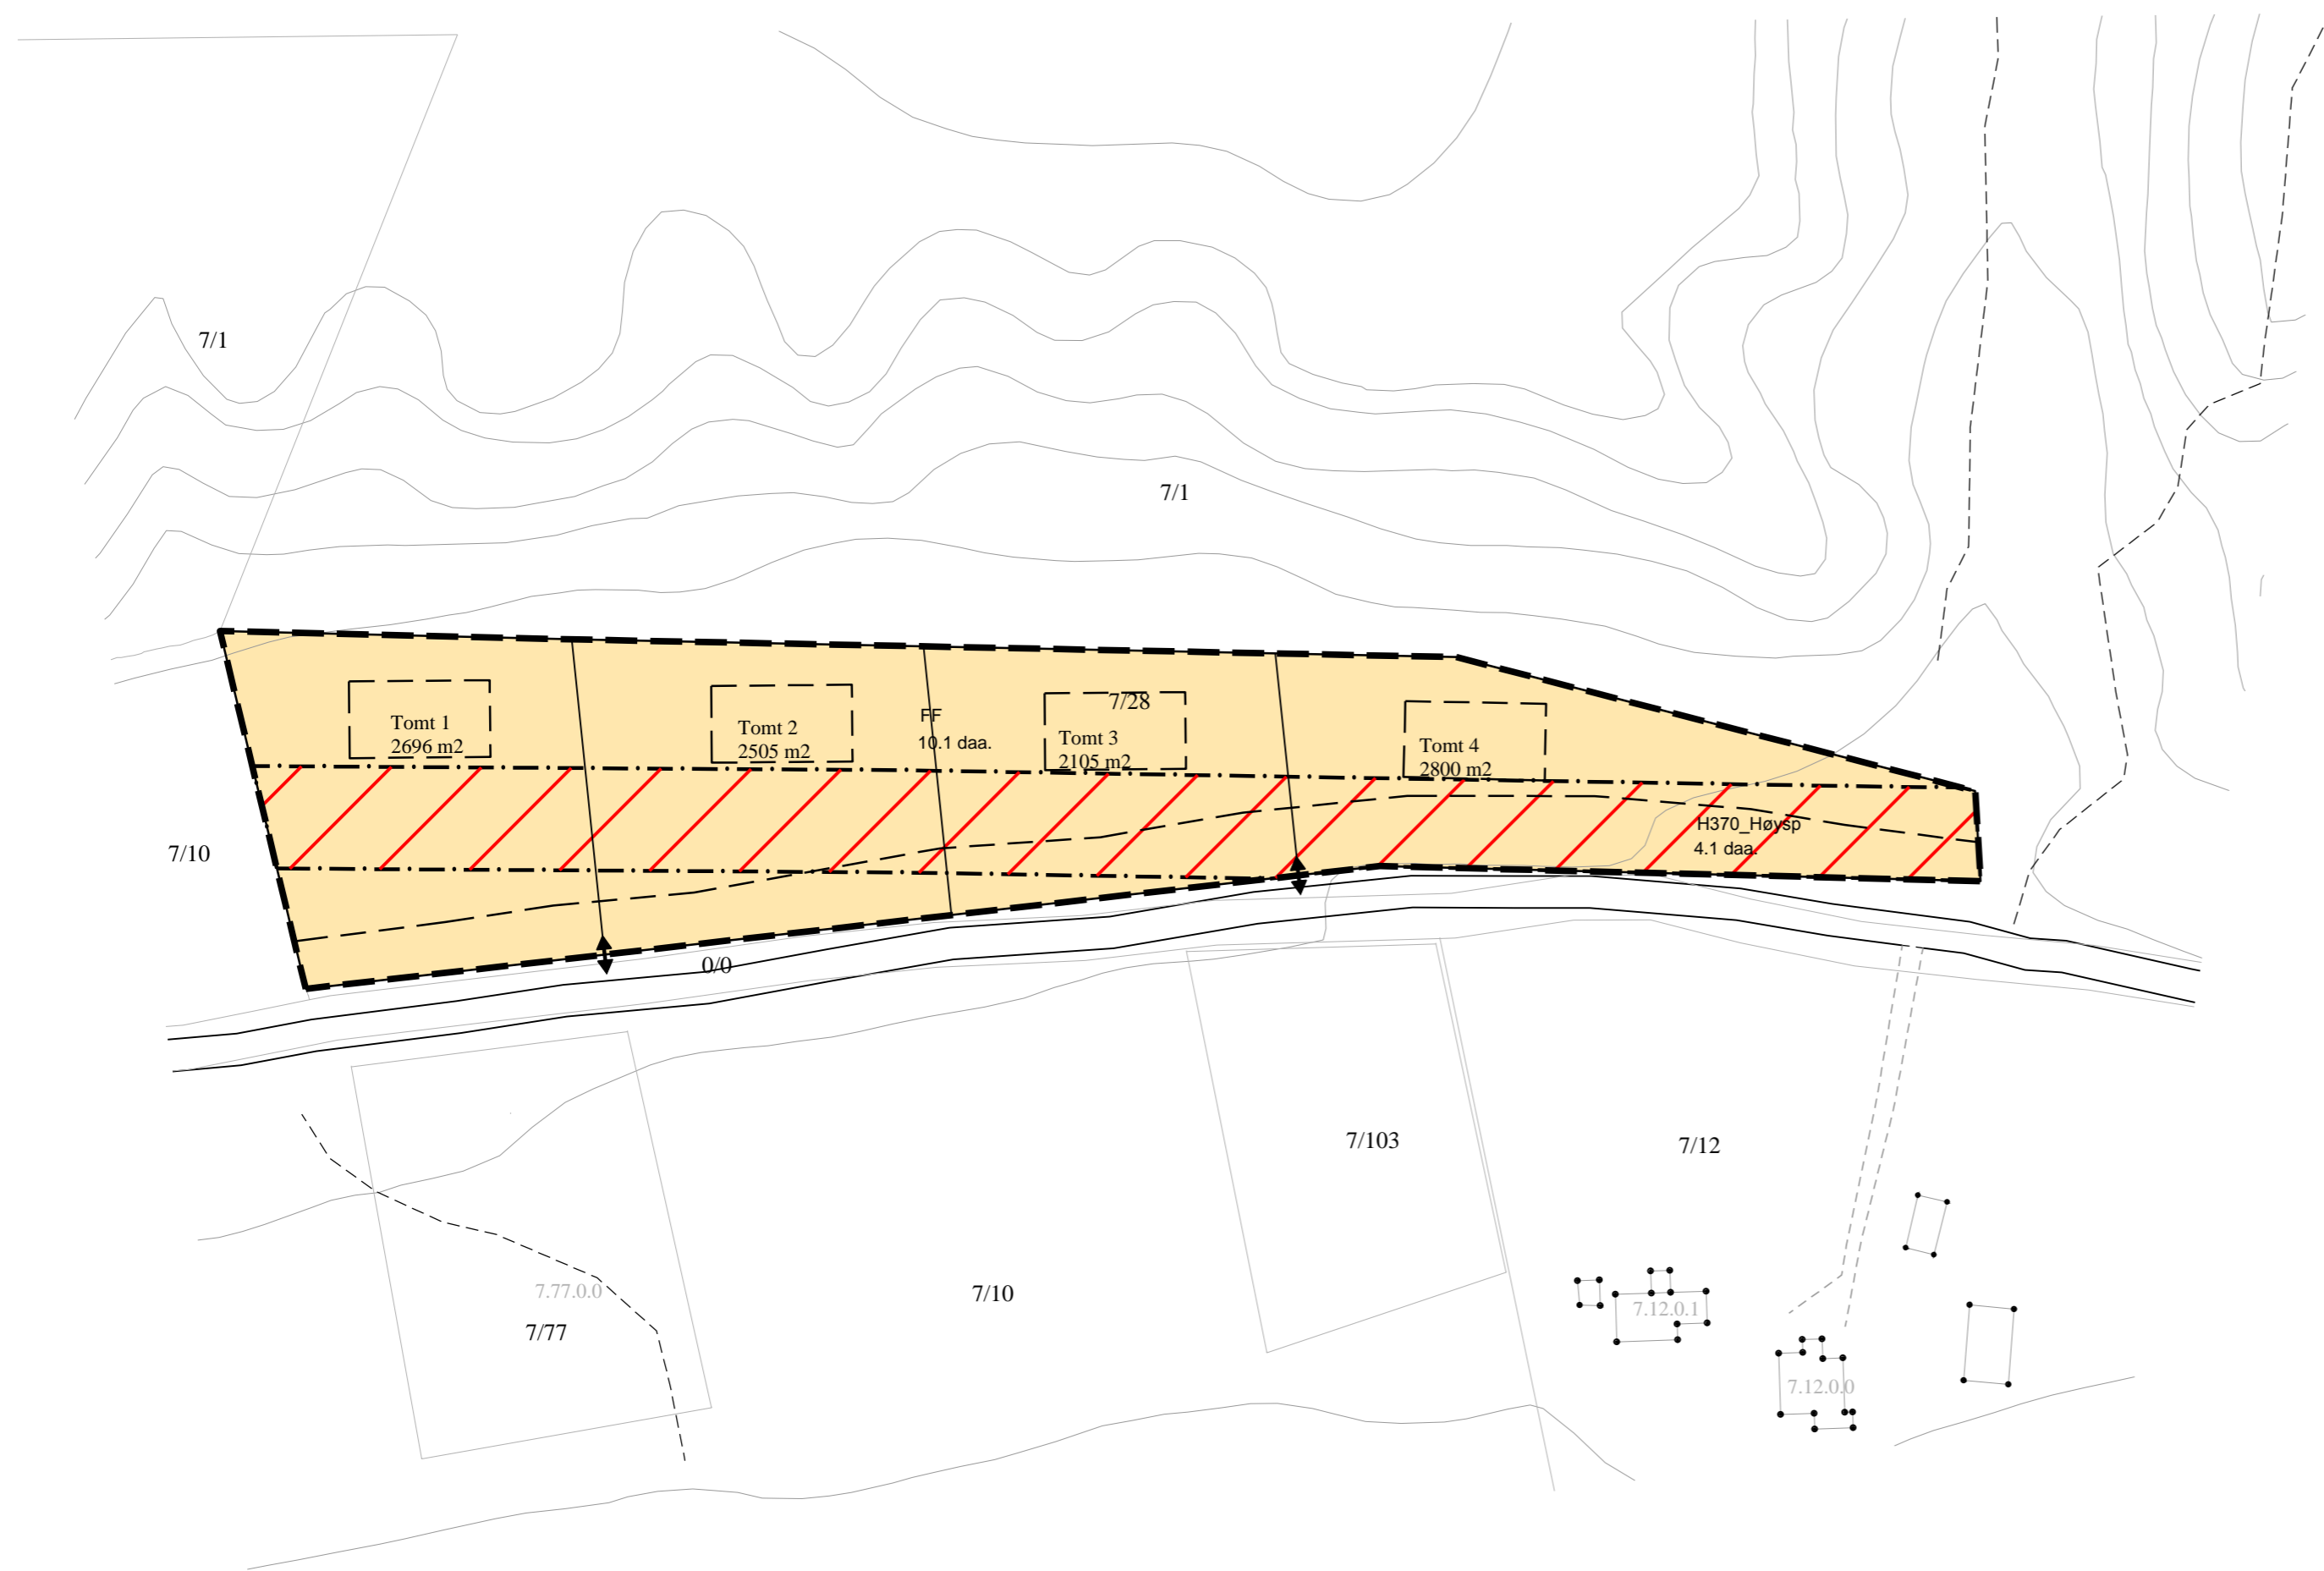 7/1
7/1
7/28
FF
10.1 daa.
Tomt 1
2696 m2
Tomt 2
2505 m2
Tomt 3
2105 m2
Tomt 4
2800 m2
H370_Høysp
4.1 daa.
7/10
0/0
7/103
7/12
7.77.0.0
7/77
7/10
7.12.0.1
7.12.0.0